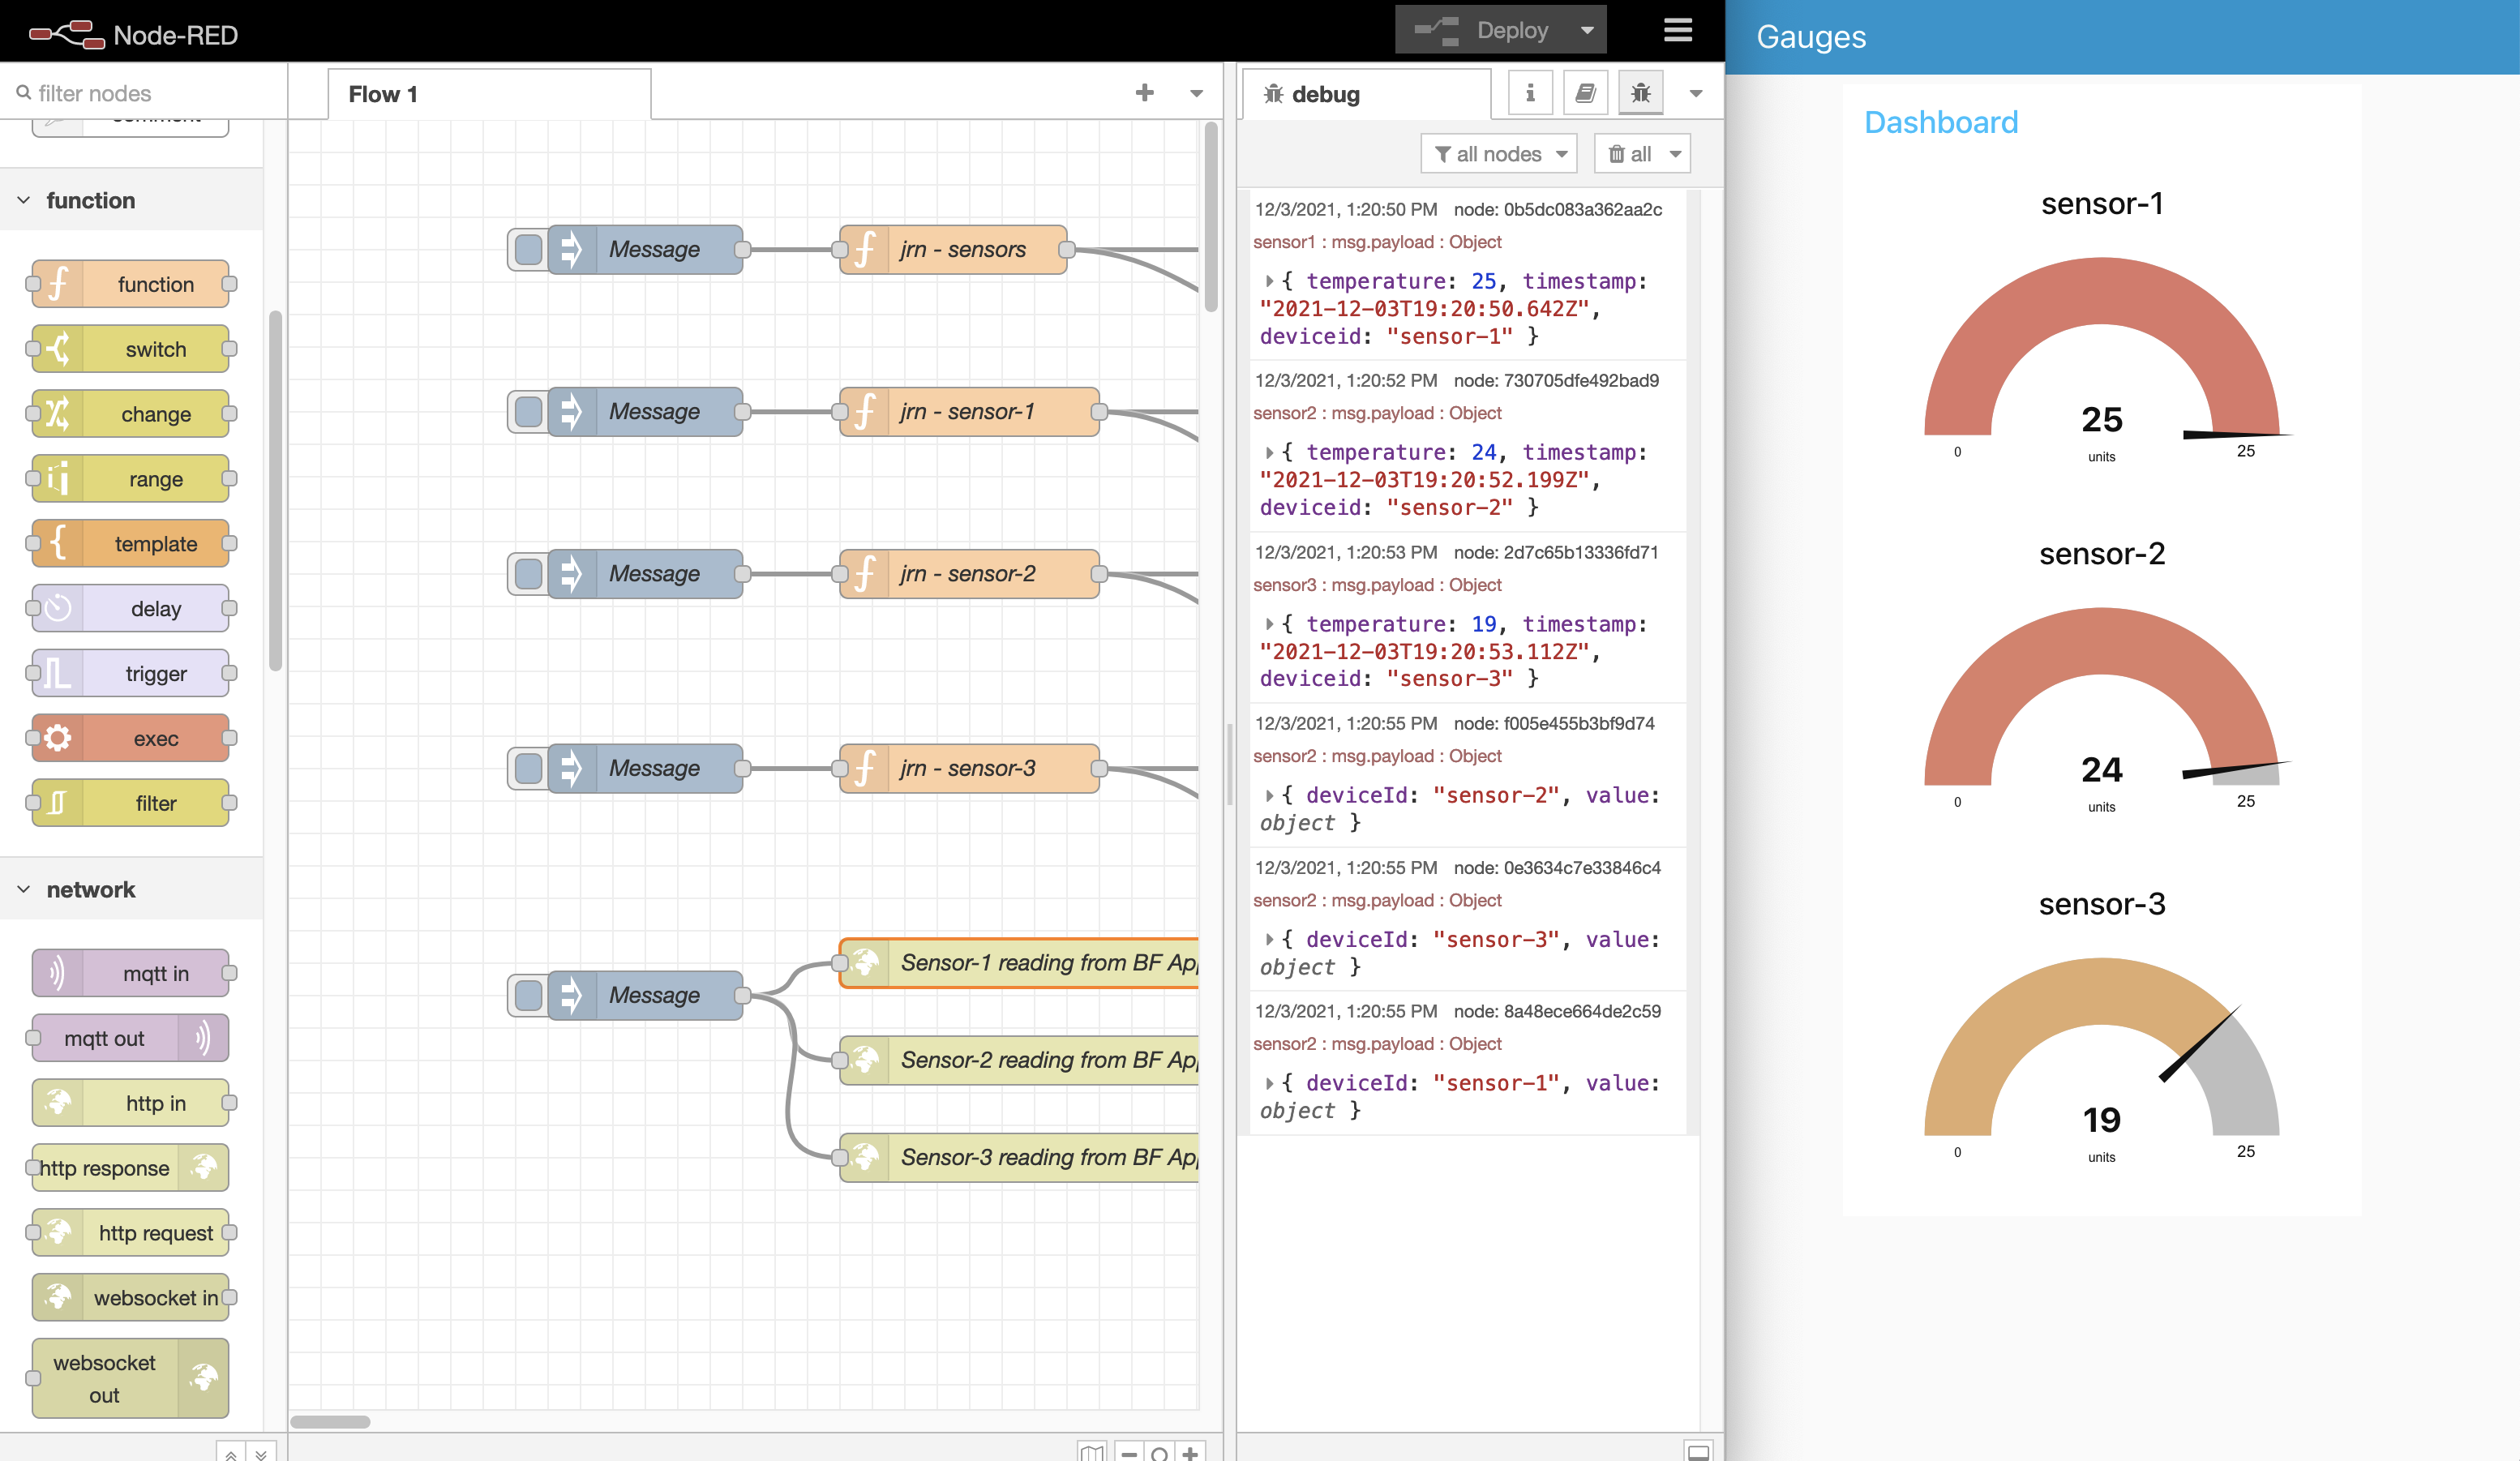 Node-RED
Deploy
filter nodes
Flow 1
comment
function
function
switch
change
range
template
delay
trigger
exec
filter
network
mqtt in
mqtt out
http in
http response
http request
websocket in
websocket
out
Message
jrn - sensors
Message
jrn - sensor-1
Message
jrn - sensor-2
Message
jrn - sensor-3
Message
Sensor-1 reading from BF App
Sensor-2 reading from BF App
Sensor-3 reading from BF App
debug
i
all nodes
all
12/3/2021, 1:20:50 PM node: 0b5dc083a362aa2c
sensor1 : msg.payload : Object
{ temperature: 25, timestamp:
"2021-12-03T19:20:50.642Z",
deviceid: "sensor-1" }
12/3/2021, 1:20:52 PM node: 730705dfe492bad9
sensor2 : msg.payload : Object
{ temperature: 24, timestamp:
"2021-12-03T19:20:52.199Z",
deviceid: "sensor-2" }
12/3/2021, 1:20:53 PM node: 2d7c65b13336fd71
sensor3 : msg.payload : Object
{ temperature: 19, timestamp:
"2021-12-03T19:20:53.112Z",
deviceid: "sensor-3" }
12/3/2021, 1:20:55 PM node: f005e455b3bf9d74
sensor2 : msg.payload : Object
{ deviceId: "sensor-2", value:
object }
12/3/2021, 1:20:55 PM node: 0e3634c7e33846c4
sensor2 : msg.payload : Object
{ deviceId: "sensor-3", value:
object }
12/3/2021, 1:20:55 PM node: 8a48ece664de2c59
sensor2 : msg.payload : Object
{ deviceId: "sensor-1", value:
object }
Gauges
Dashboard
sensor-1
25
0 units 25
sensor-2
24
0 units 25
sensor-3
19
0 units 25